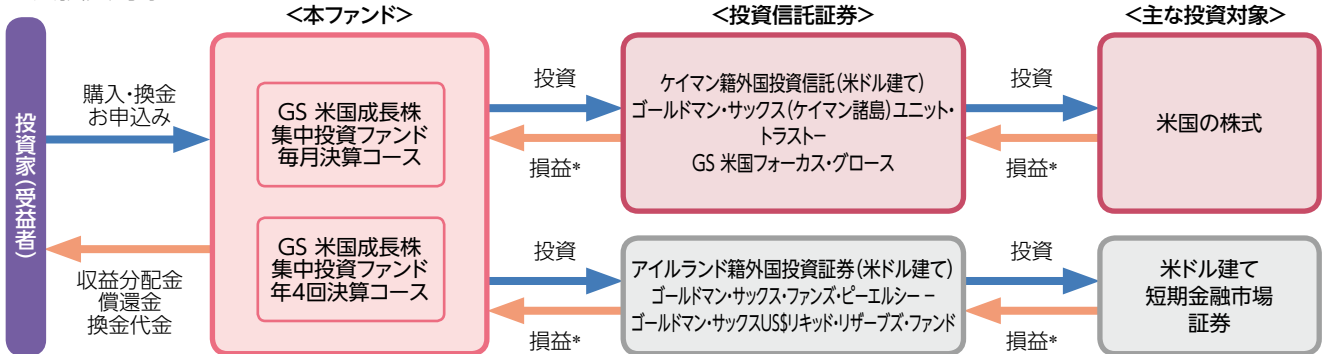 <本ファンド>
<投資信託証券>
<主な投資対象>
投資家(受益者)
購入・換金
お申込み
収益分配金
償還金
換金代金
GS 米国成長株
集中投資ファンド
毎月決算コース
GS 米国成長株
集中投資ファンド
年4回決算コース
投資
損益*
投資
損益*
ケイマン籍外国投資信託(米ドル建て)
ゴールドマン・サックス(ケイマン諸島)ユニット・
トラスト−
GS 米国フォーカス・グロース
アイルランド籍外国投資証券(米ドル建て)
ゴールドマン・サックス・ファンズ・ピーエルシー −
ゴールドマン・サックスUS$リキッド・リザーブズ・ファンド
投資
損益*
投資
損益*
米国の株式
米ドル建て
短期金融市場
証券